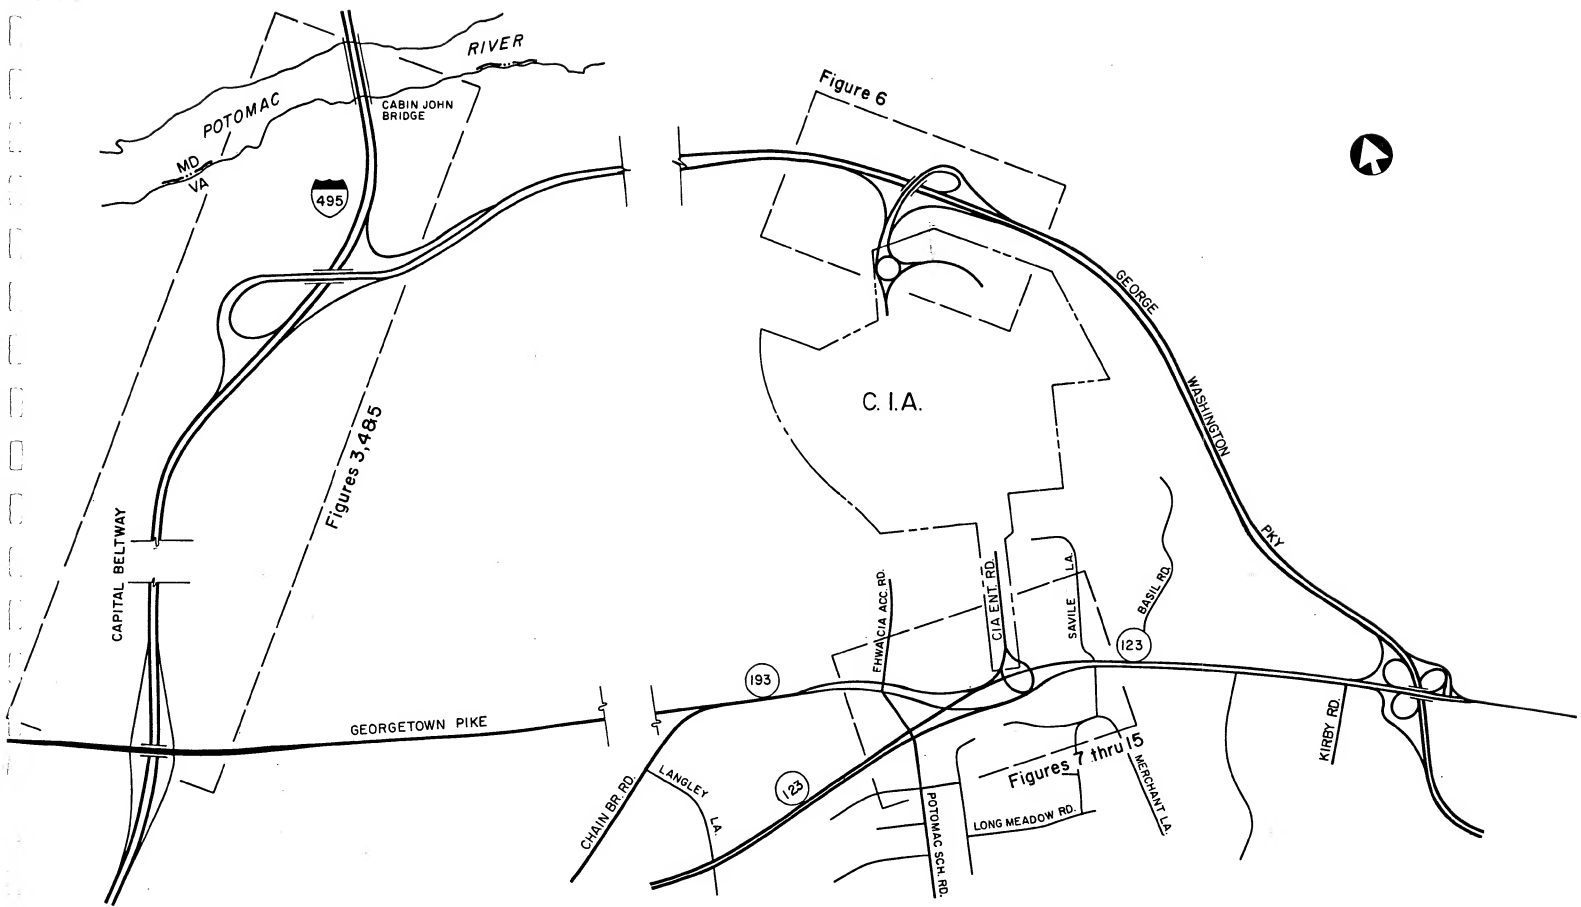 RIVER
POTOMAC
CABIN JOHN
BRIDGE
MD
VA
495
Figure 6
GEORGE
WASHINGTON
PKY
C. I. A.
Figures 3,4&5
CAPITAL BELTWAY
GEORGETOWN PIKE
193
FHWA CIA ACC. RD.
CIA ENT. RD.
SAVILE LA.
BASIL RD.
123
KIRBY RD.
CHAIN BR. RD.
LANGLEY LA.
123
Figures 7 thru 15
POTOMAC SCH. RD.
LONG MEADOW RD.
MERCHANT LA.